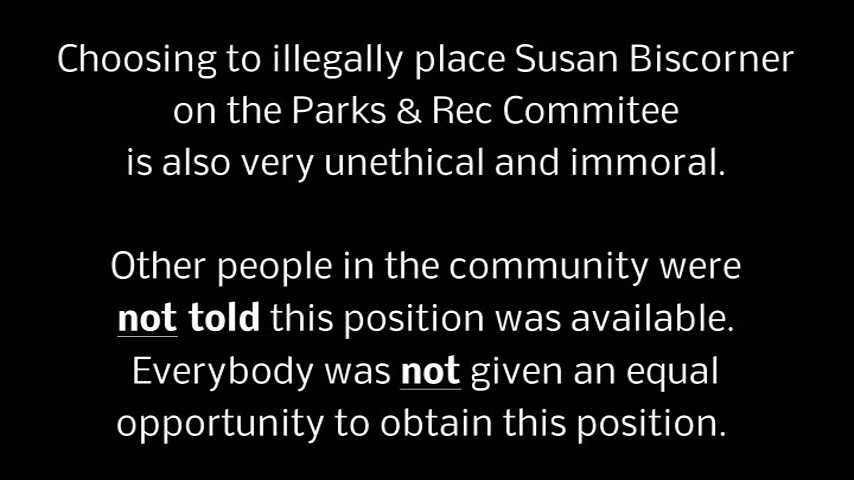 Choosing to illegally place Susan Biscorner
on the Parks & Rec Commitee
is also very unethical and immoral.
Other people in the community were
not told this position was available.
Everybody was not given an equal
opportunity to obtain this position.